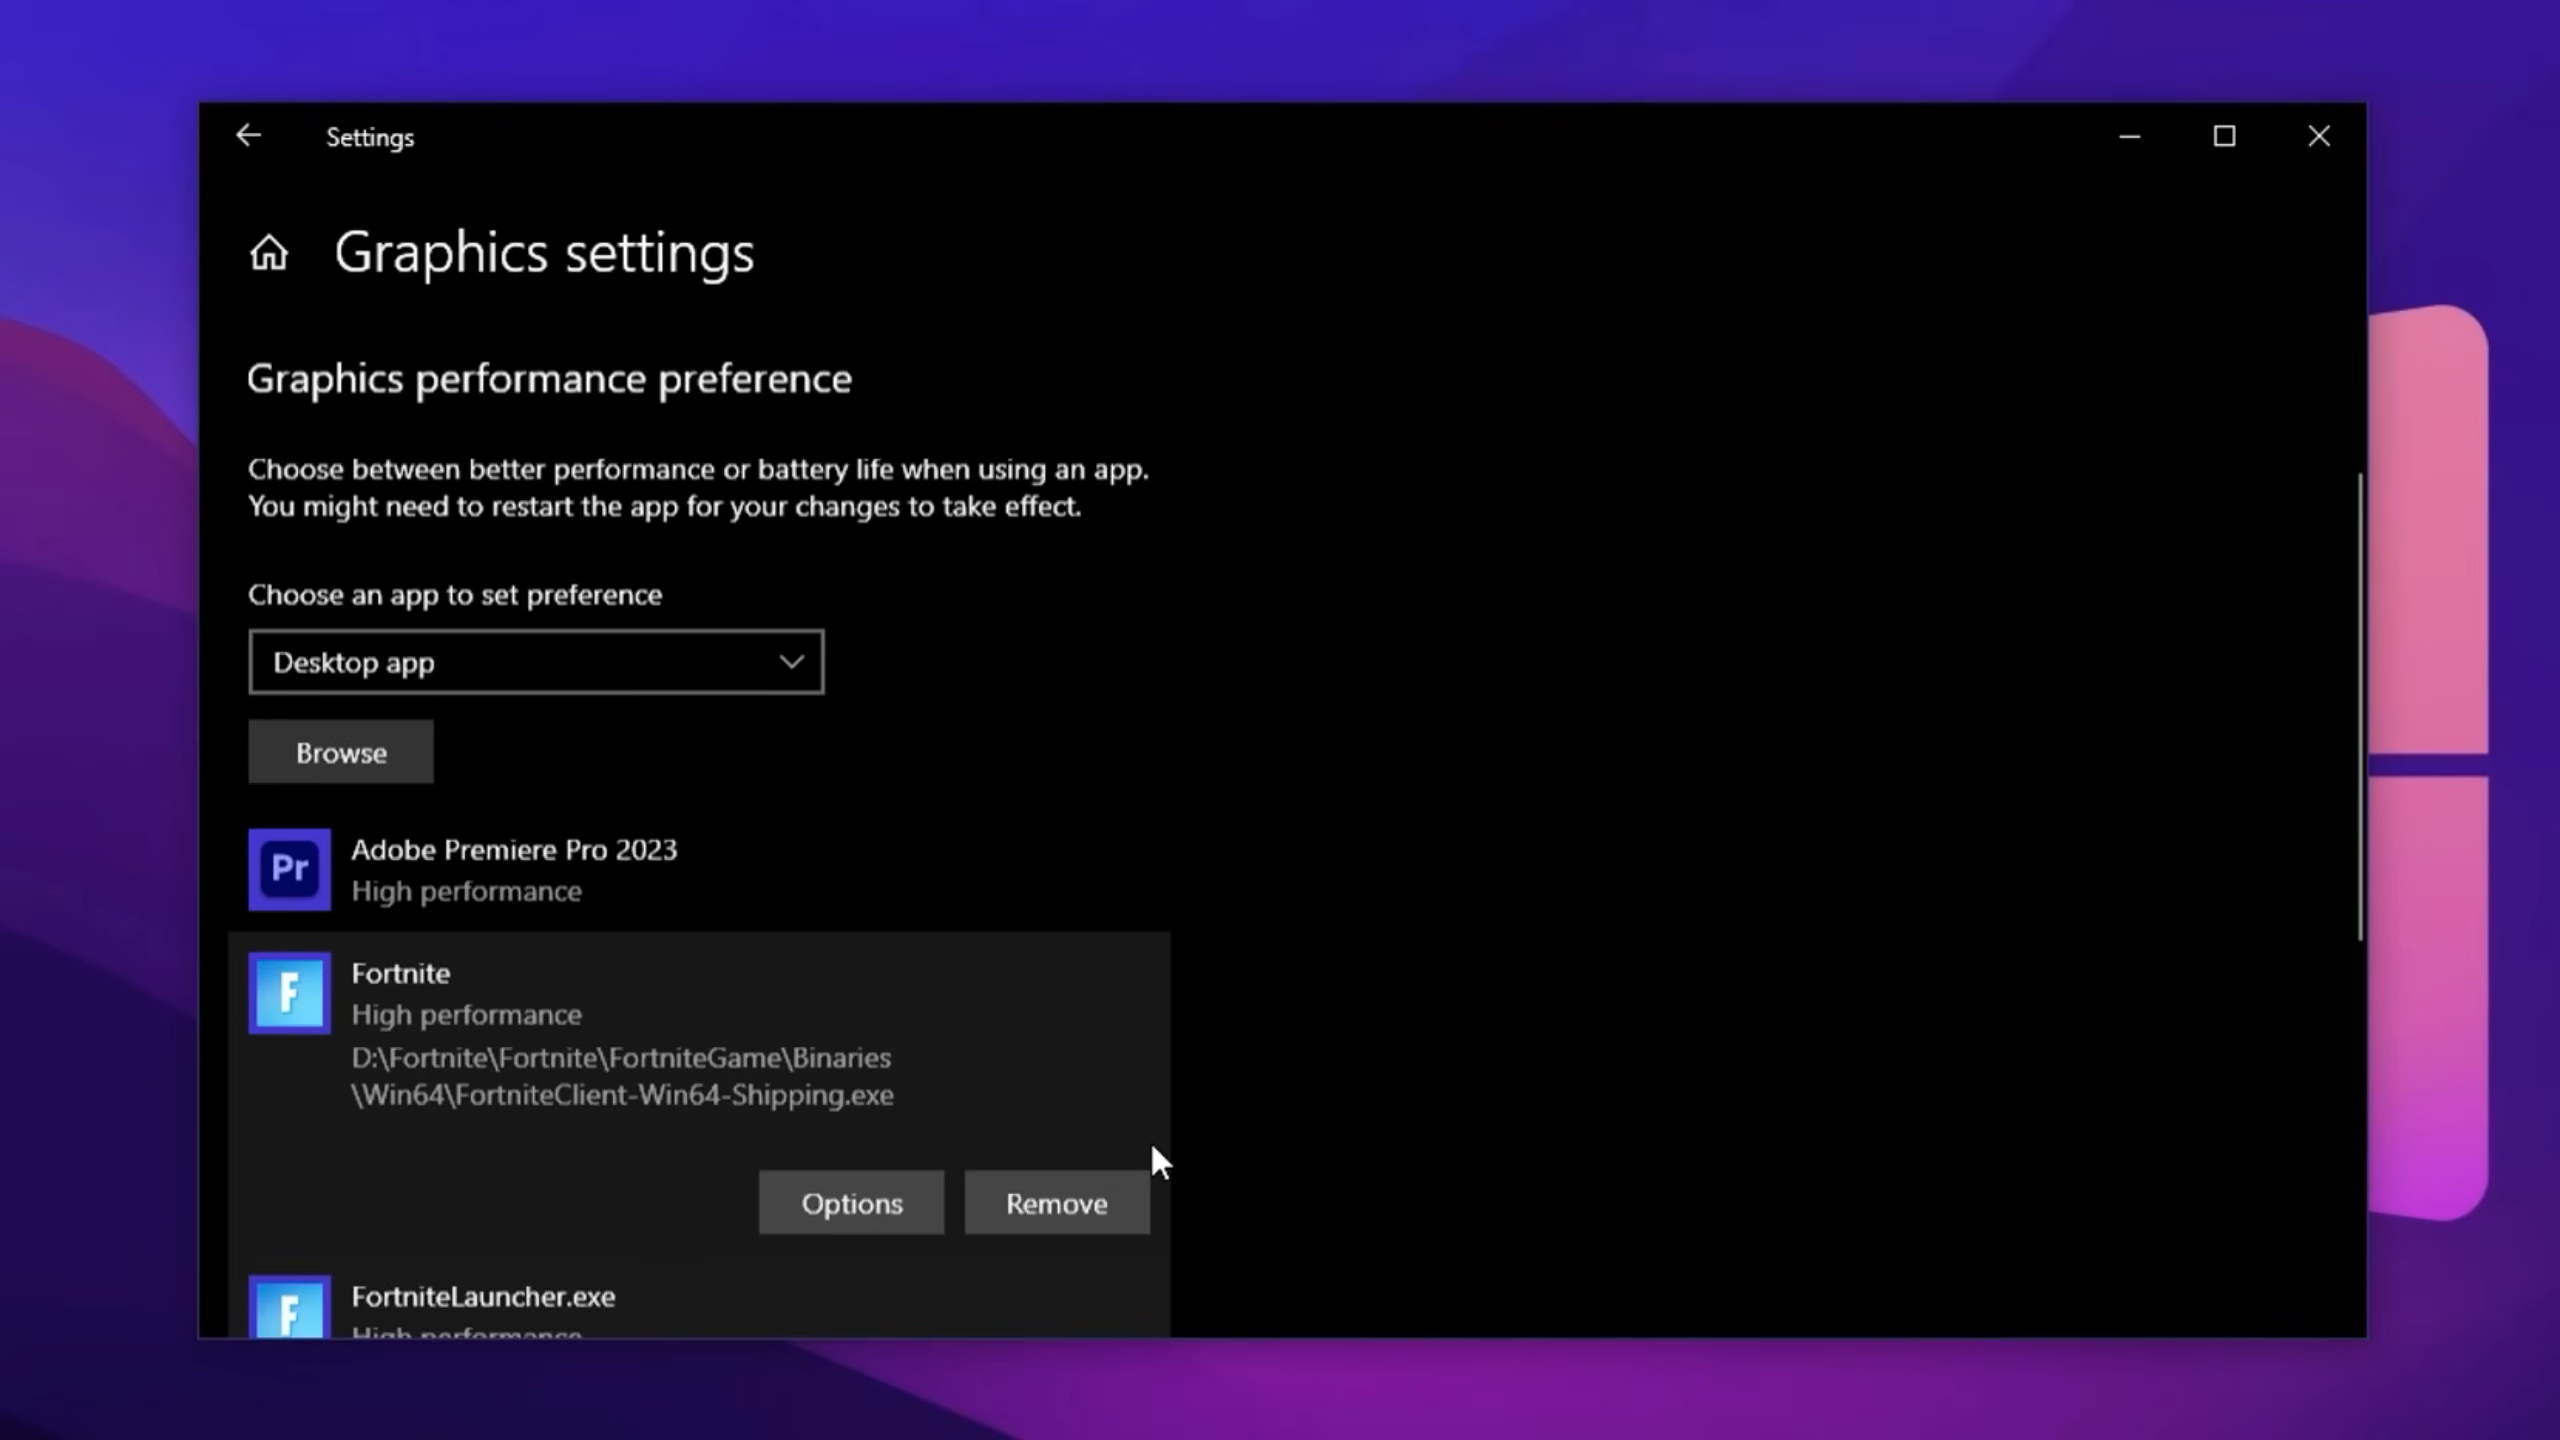 Settings
Graphics settings
Graphics performance preference
Choose between better performance or battery life when using an app.
You might need to restart the app for your changes to take effect.
Choose an app to set preference
Desktop app
Browse
Pr
Adobe Premiere Pro 2023
High performance
F
Fortnite
High performance
D:\Fortnite\Fortnite\FortniteGame\Binaries
\Win64\FortniteClient-Win64-Shipping.exe
Options
Remove
F
FortniteLauncher.exe
High performance